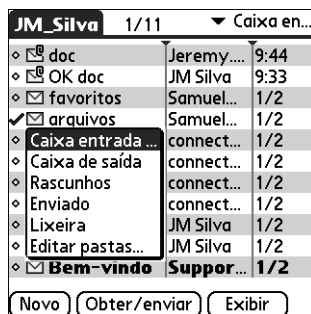 JM_Silva 1/11 Caixa en...
doc Jeremy.... 9:44
OK doc JM Silva 9:33
favoritos Samuel... 1/2
arquivos Samuel... 1/2
Caixa entrada ... connect... 1/2
Caixa de saída connect... 1/2
Rascunhos connect... 1/2
Enviado connect... 1/2
Lixeira JM Silva 1/2
Editar pastas... JM Silva 1/2
Bem-vindo Suppor... 1/2
Novo Obter/enviar Exibir